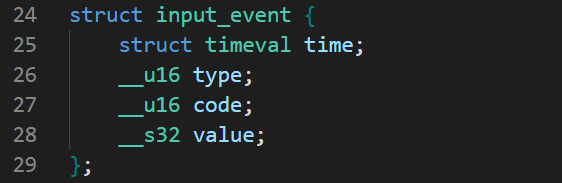 24 struct input_event {
25     struct timeval time;
26     __u16 type;
27     __u16 code;
28     __s32 value;
29 };